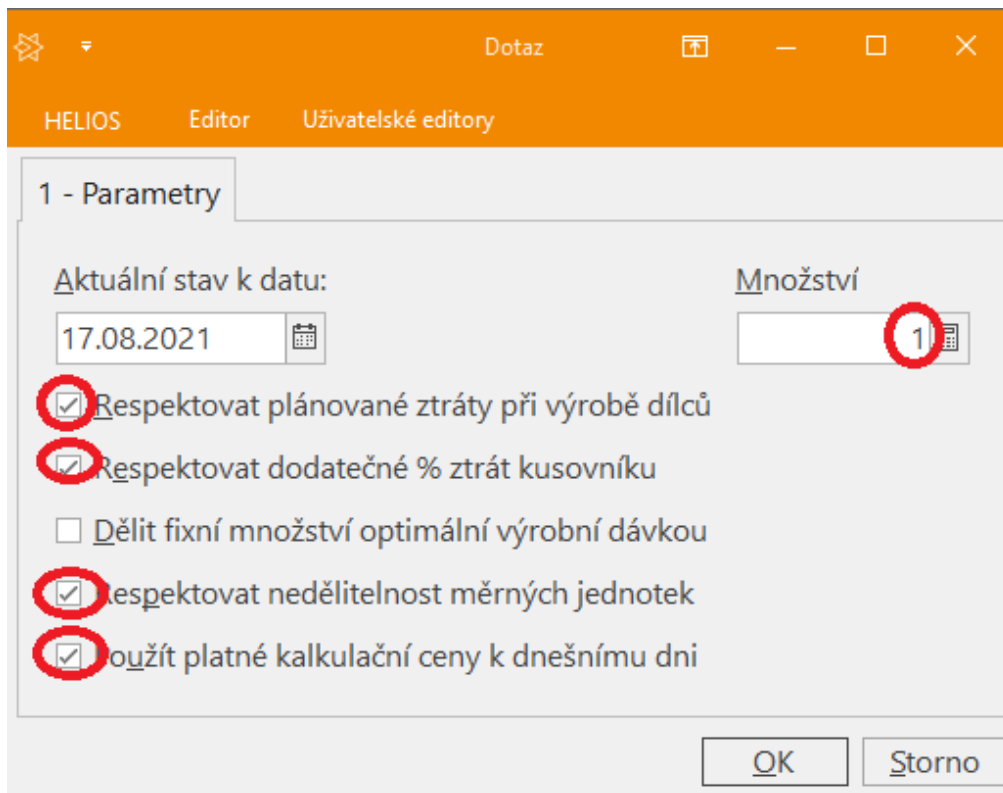 Dotaz
HELIOS Editor Uživatelské editory
1 - Parametry
Aktuální stav k datu: Množství
17.08.2021 1
Respektovat plánované ztráty při výrobě dílců
Respektovat dodatečné % ztrát kusovníku
Dělit fixní množství optimální výrobní dávkou
Respektovat nedělitelnost měrných jednotek
Použít platné kalkulační ceny k dnešnímu dni
OK Storno